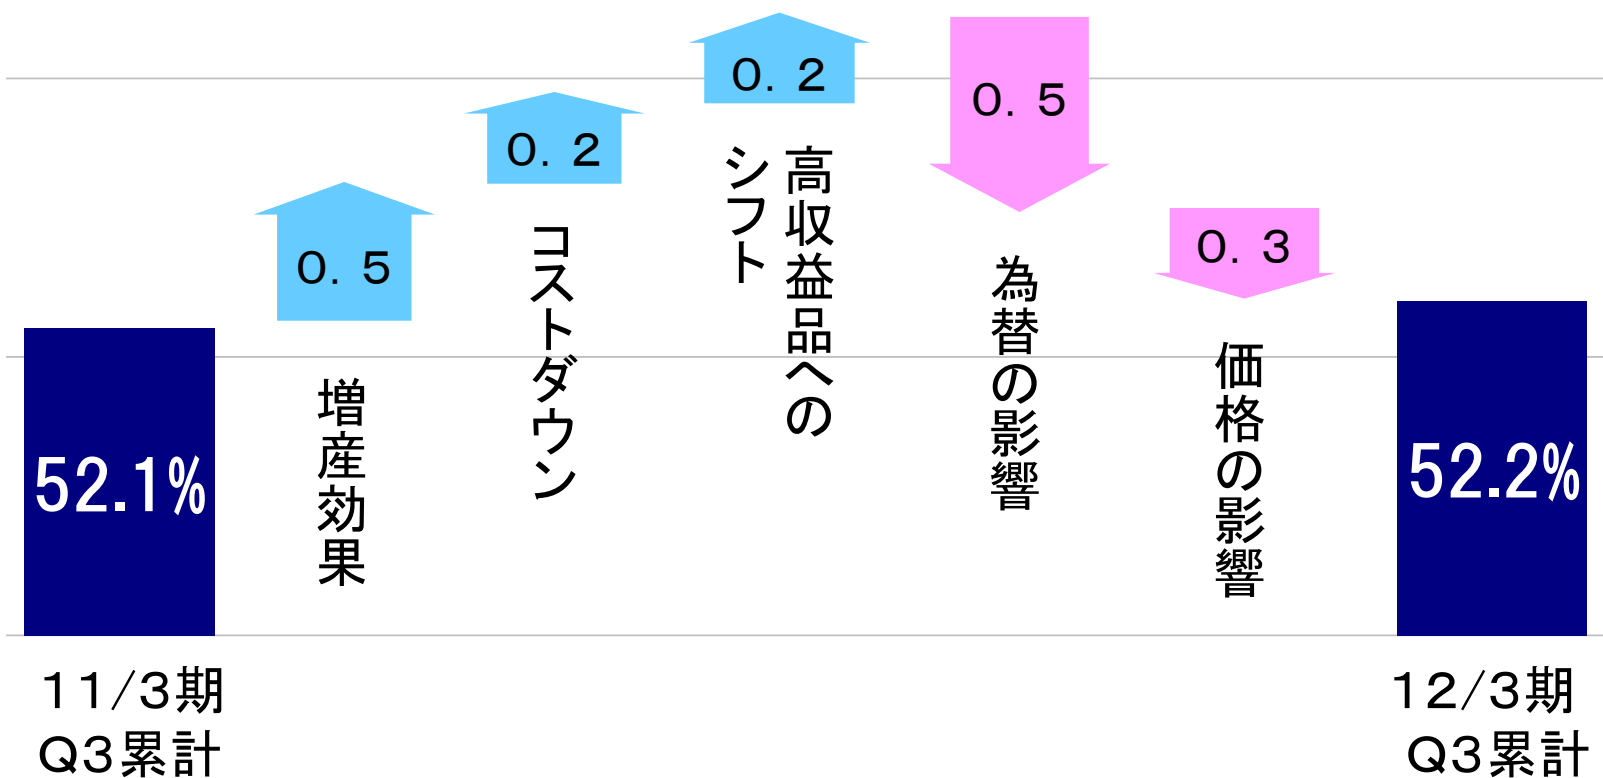 52.1%
11/3期
Q3累計
0.5
増産効果
0.2
コストダウン
0.2
高収益品への
シフト
0.5
為替の影響
0.3
価格の影響
52.2%
12/3期
Q3累計